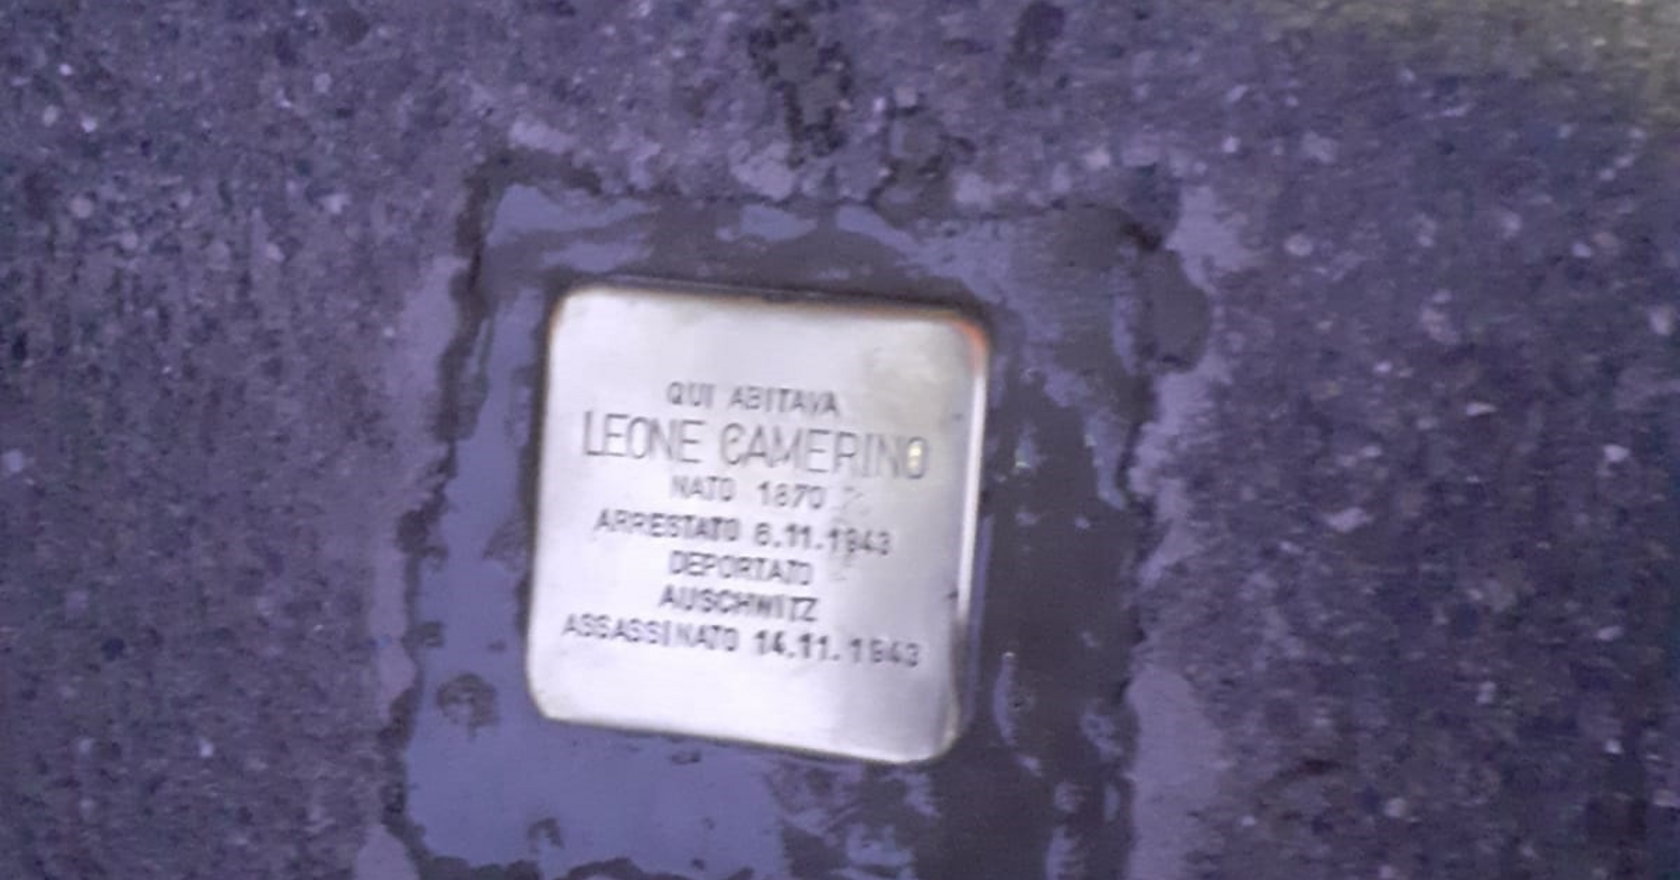 QUI ABITAVA
LEONE CAMERINO
NATO 1870
ARRESTATO 6.11.1943
DEPORTATO
AUSCHWITZ
ASSASSINATO 14.11.1943